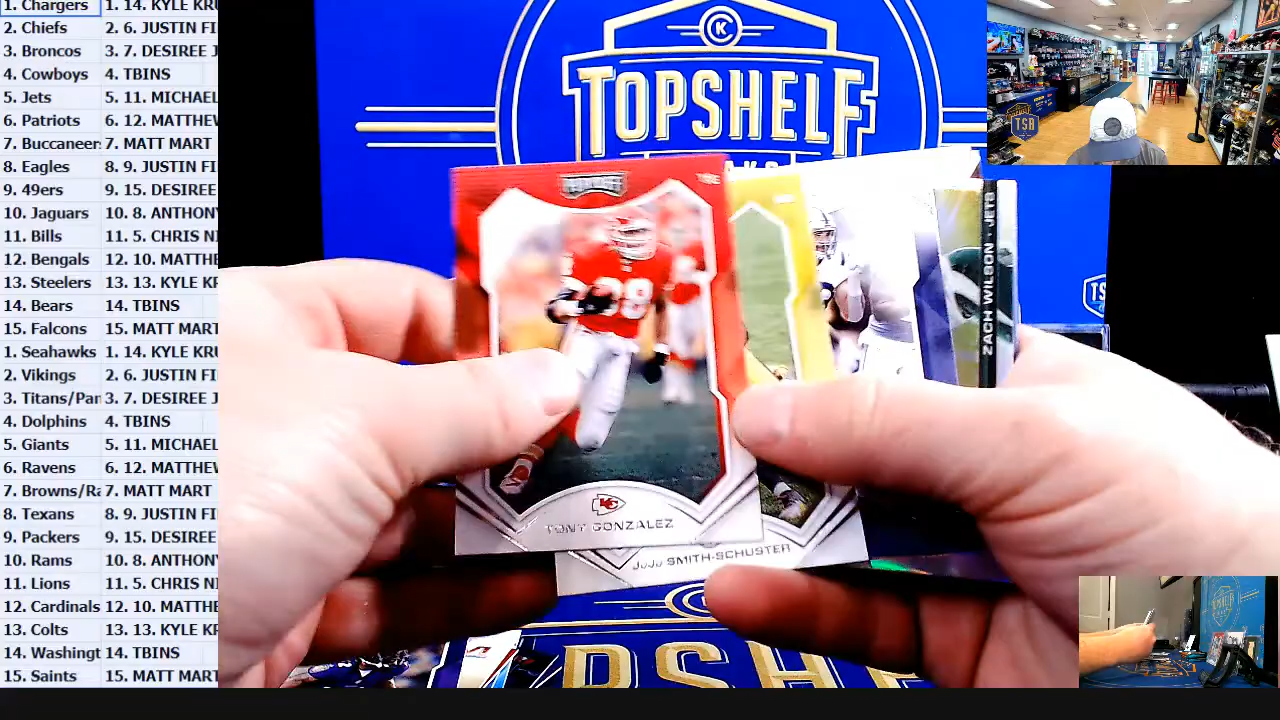 1. Chargers 1. 14. KYLE KRU
2. Chiefs 2. 6. JUSTIN FI
3. Broncos 3. 7. DESIREE J
4. Cowboys 4. TBINS
5. Jets 5. 11. MICHAEL
6. Patriots 6. 12. MATTHEW
7. Buccaneer 7. MATT MART
8. Eagles 8. 9. JUSTIN FI
9. 49ers 9. 15. DESIREE
10. Jaguars 10. 8. ANTHONY
11. Bills 11. 5. CHRIS NI
12. Bengals 12. 10. MATTHE
13. Steelers 13. 13. KYLE K
14. Bears 14. TBINS
15. Falcons 15. MATT MAR
1. Seahawks 1. 14. KYLE KRU
2. Vikings 2. 6. JUSTIN FI
3. Titans/Pan 3. 7. DESIREE J
4. Dolphins 4. TBINS
5. Giants 5. 11. MICHAEL
6. Ravens 6. 12. MATTHEW
7. Browns/Ra 7. MATT MART
8. Texans 8. 9. JUSTIN FI
9. Packers 9. 15. DESIREE
10. Rams 10. 8. ANTHONY
11. Lions 11. 5. CHRIS NI
12. Cardinals 12. 10. MATTHE
13. Colts 13. 13. KYLE KR
14. Washingt 14. TBINS
15. Saints 15. MATT MART
K
TOPSHELF
TSB
88
ZACH WILSON · JETS
KC
TONY GONZALEZ
JuJu SMITH-SCHUSTER
TOPSHELF